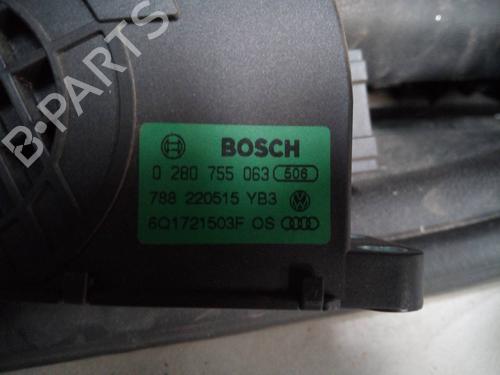 B-PARTS
BOSCH
0 280 755 063 506
788 220515 YB3
6Q1721503F OS